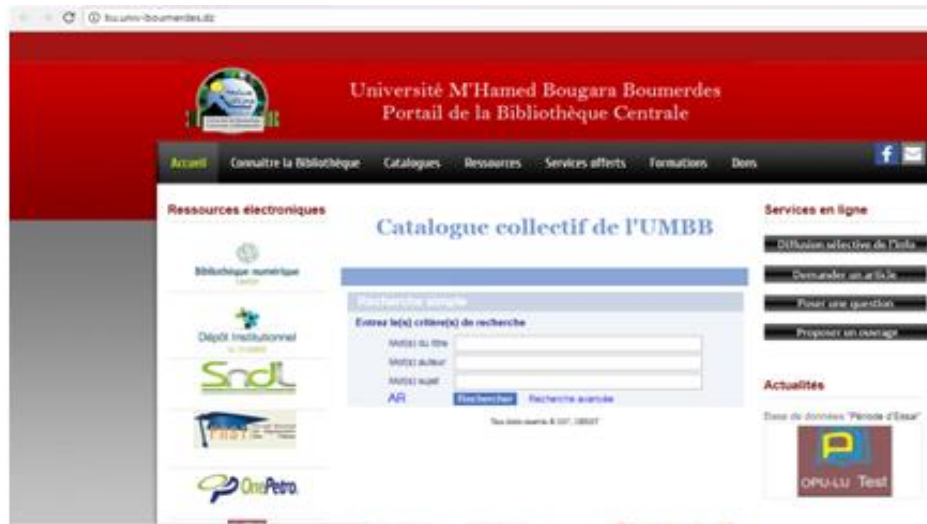 bu.univ-boumerdes.dz
Université M'Hamed Bougara Boumerdes
Portail de la Bibliothèque Centrale
Accueil Connaitre la Bibliothèque Catalogues Ressources Services offerts Formations Dons
Ressources électroniques
Bibliothèque numérique
Dépôt Institutionnel
Sndl
OnePetro
Catalogue collectif de l'UMBB
Recherche simple
Entrez le(s) critère(s) de recherche
Mot(s) du titre
Mot(s) auteur
Mot(s) sujet
AR Rechercher Recherche avancée
Services en ligne
Diffusion sélective de l'info
Demander un article
Poser une question
Proposer un ouvrage
Actualités
Base de données "Période d'Essai"
OPU-LU Test